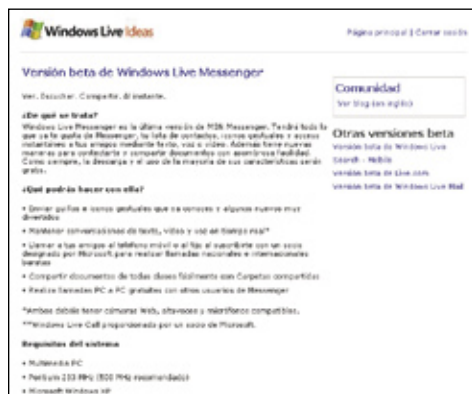 Windows Live Ideas
Página principal | Cerrar sesión
Versión beta de Windows Live Messenger
Ver. Escuchar. Compartir. Al instante.
¿De qué se trata?
Windows Live Messenger es la última versión de MSN Messenger. Tendrá todo lo
que ya te gusta de Messenger, tu lista de contactos, iconos gestuales y acceso
instantáneo a tus amigos mediante texto, voz o vídeo. Además tiene nuevas
maneras para contactarte y compartir documentos con asombrosa facilidad.
Como siempre, la descarga y el uso de la mayoría de sus características serán
gratis.
¿Qué podrás hacer con ella?
• Enviar guiños e iconos gestuales que ya conoces y algunos nuevos muy
divertidos
• Mantener conversaciones de texto, vídeo y voz en tiempo real*
• Llamar a tus amigos al teléfono móvil o al fijo al suscribirte con un socio
designado por Microsoft para realizar llamadas nacionales e internacionales
baratas
• Compartir documentos de todas clases fácilmente con Carpetas compartidas
• Realiza llamadas PC a PC gratuitas con otros usuarios de Messenger
*Ambos debéis tener cámaras Web, altavoces y micrófonos compatibles.
**Windows Live Call proporcionada por un socio de Microsoft.
Requisitos del sistema
• Multimedia PC
• Pentium 233 MHz (500 MHz recomendado)
• Microsoft Windows XP
Comunidad
Ver blog (en inglés)
Otras versiones beta
Versión beta de Windows Live
Search - Mobile
Versión beta de Live.com
Versión beta de Windows Live Mail